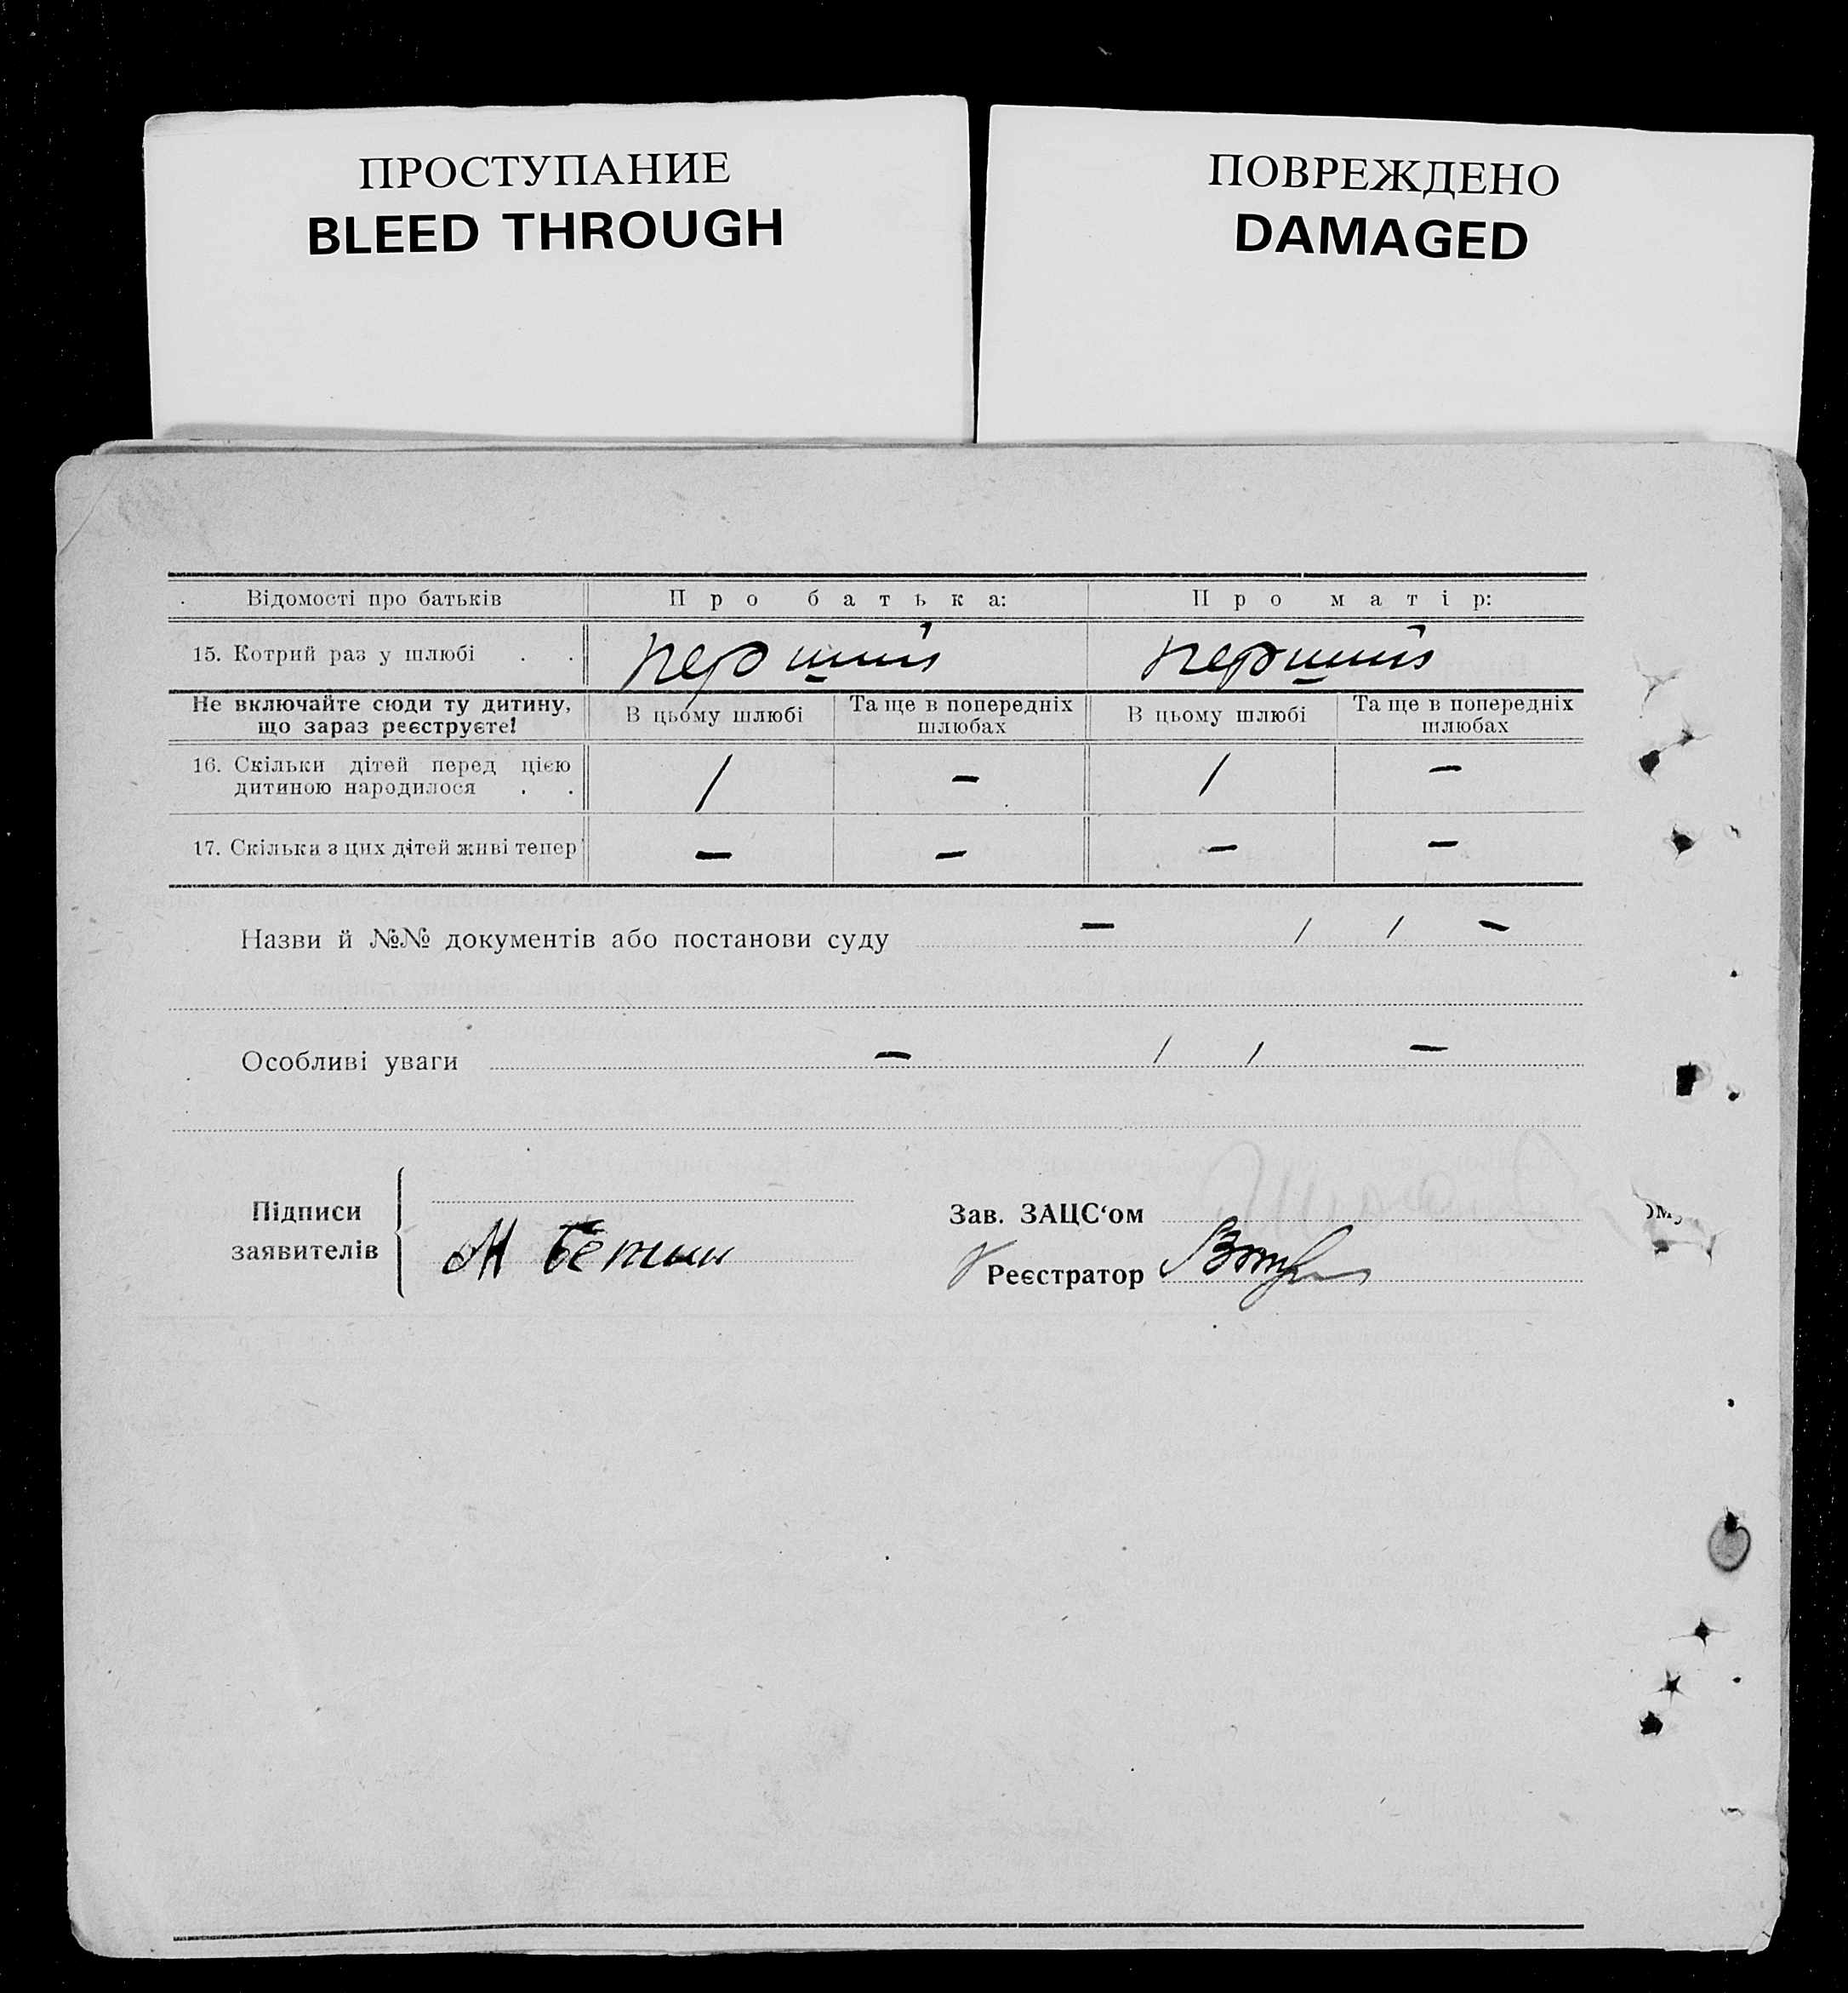 ПРОСТУПАНИЕ
BLEED THROUGH
ПОВРЕЖДЕНО
DAMAGED
Відомості про батьків Про батька: Про матір:
15. Котрий раз у шлюбі . . перший перший
Не включайте сюди ту дитину, що зараз реєструєте! В цьому шлюбі Та ще в попередніх шлюбах В цьому шлюбі Та ще в попередніх шлюбах
16. Скільки дітей перед цією дитиною народилося . . 1 — 1 —
17. Скілька з цих дітей живі тепер — — — —
Назви й №№ документів або постанови суду — / / —
Особливі уваги — / / —
Підписи заявителів М
Зав. ЗАЦС‘ом
Реєстратор